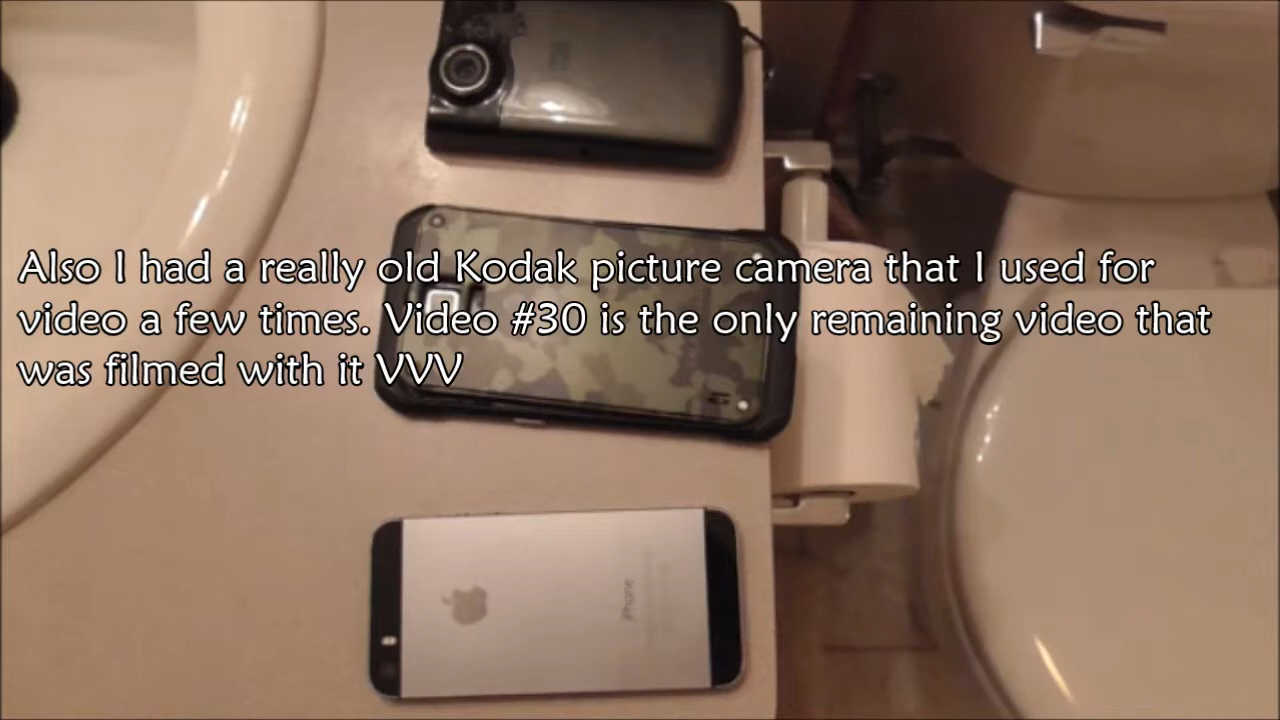 Also I had a really old Kodak picture camera that I used for
video a few times. Video #30 is the only remaining video that
was filmed with it VVV
iPhone